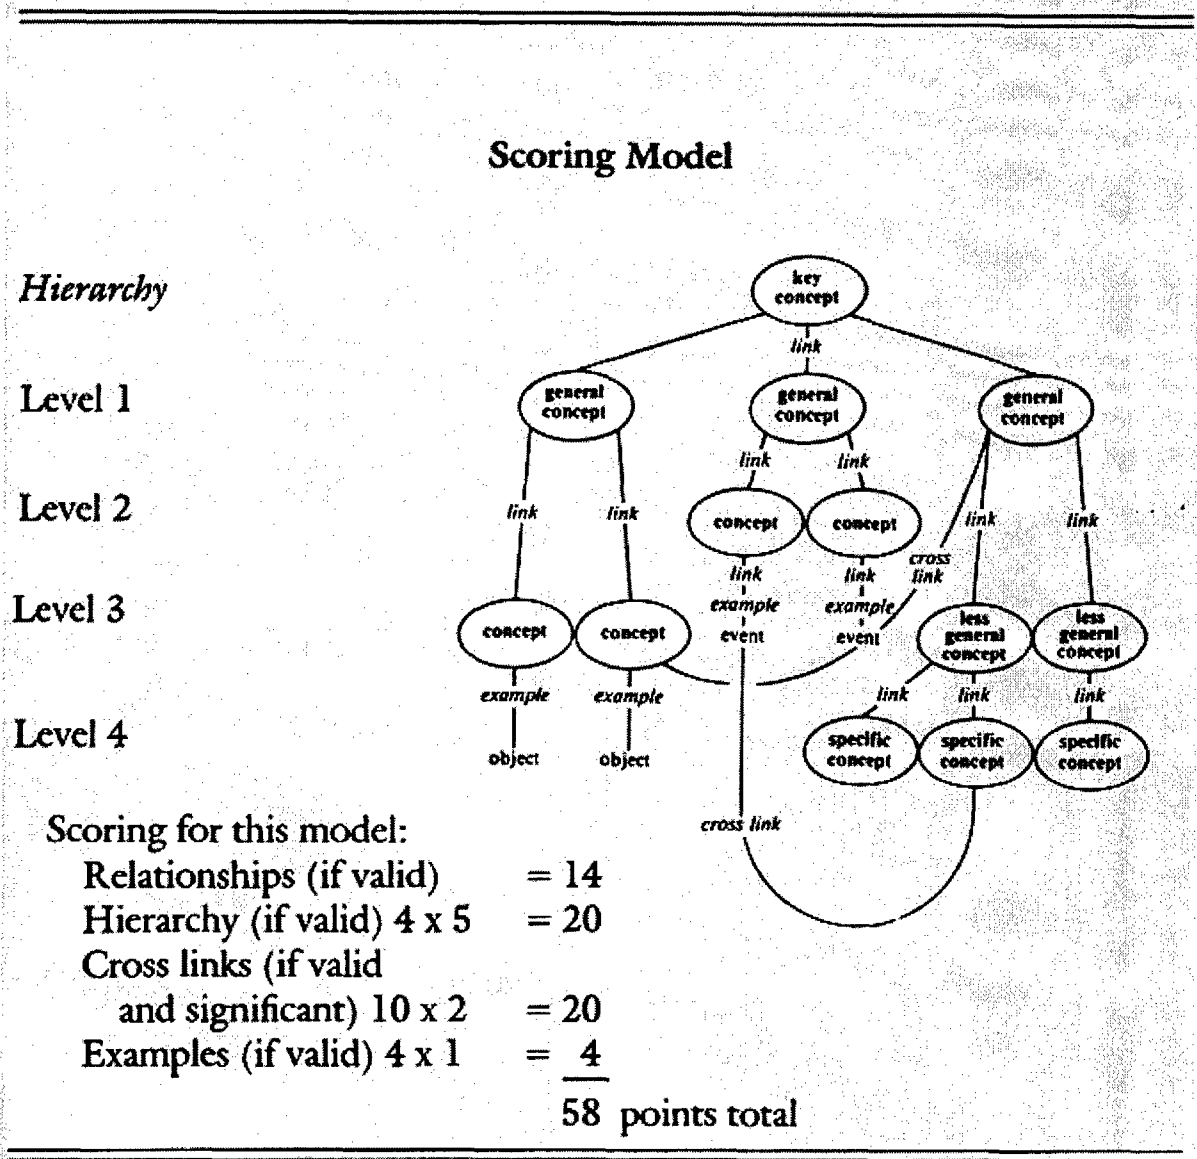 Scoring Model
Hierarchy
key
concept
link
Level 1
general
concept
general
concept
general
concept
link
link
Level 2
link
link
concept
concept
link
link
cross
link
link
link
Level 3
example
example
concept
concept
event
event
less
general
concept
less
general
concept
example
example
link
link
link
Level 4
object
object
specific
concept
specific
concept
specific
concept
cross link
Scoring for this model:
Relationships (if valid) = 14
Hierarchy (if valid) 4 x 5 = 20
Cross links (if valid
and significant) 10 x 2 = 20
Examples (if valid) 4 x 1 = 4
58 points total